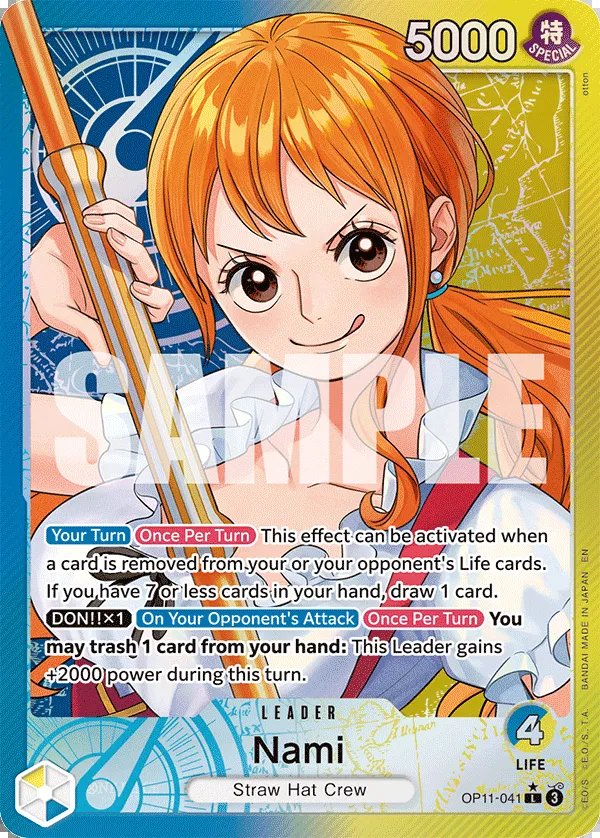 5000
特
SPECIAL
otton
SAMPLE
Your Turn Once Per Turn This effect can be activated when
a card is removed from your or your opponent's Life cards.
If you have 7 or less cards in your hand, draw 1 card.
DON!!×1 On Your Opponent's Attack Once Per Turn You
may trash 1 card from your hand: This Leader gains
+2000 power during this turn.
LEADER
Nami
Straw Hat Crew
4
LIFE
OP11-041 L 3
©E.O/S. ©E.O./S.,T.A. BANDAI MADE IN JAPAN EN